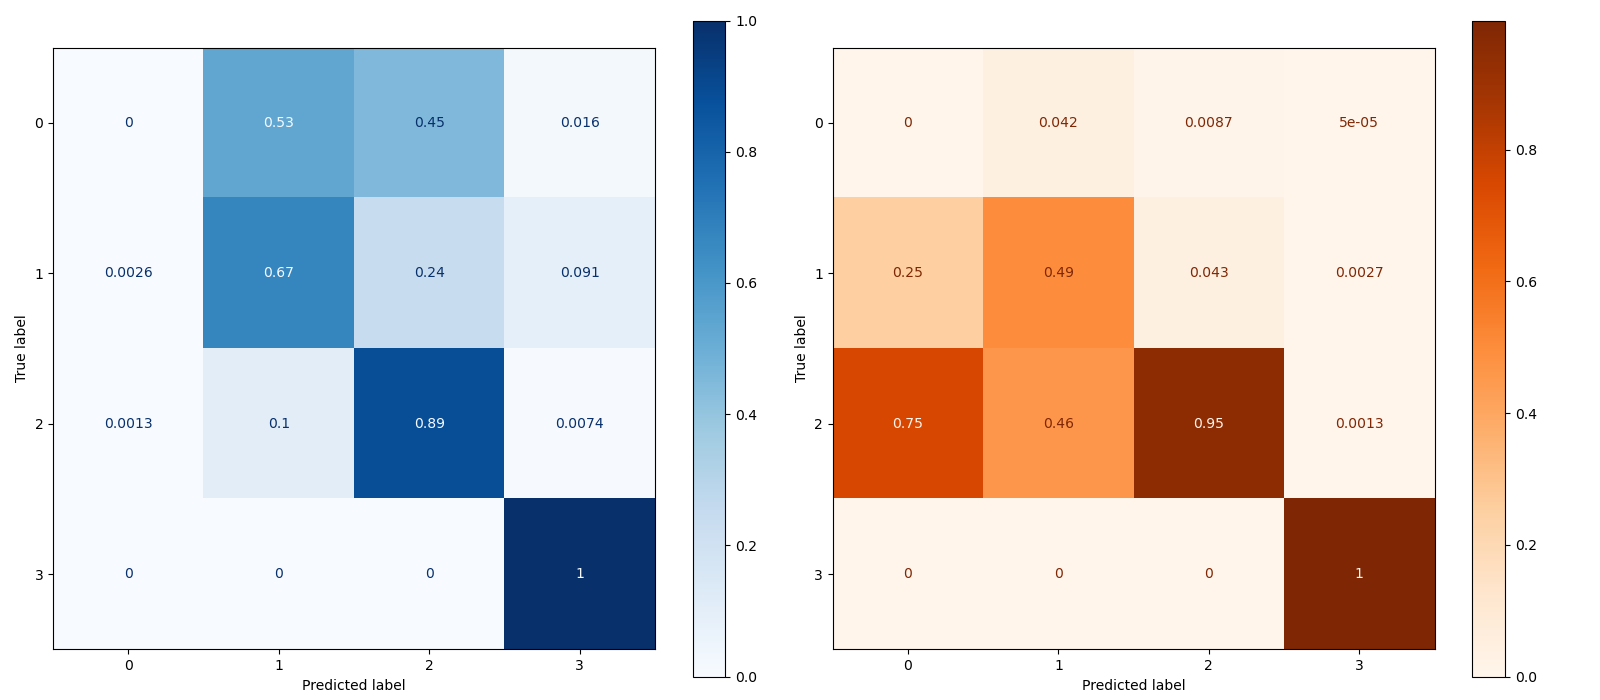 1.0
0 0 0.53 0.45 0.016
0.8
1 0.0026 0.67 0.24 0.091
0.6
True label
2 0.0013 0.1 0.89 0.0074
0.4
0.2
3 0 0 0 1
0.0
0 1 2 3
Predicted label
0 0 0.042 0.0087 5e-05
0.8
1 0.25 0.49 0.043 0.0027
0.6
True label
2 0.75 0.46 0.95 0.0013
0.4
0.2
3 0 0 0 1
0.0
0 1 2 3
Predicted label